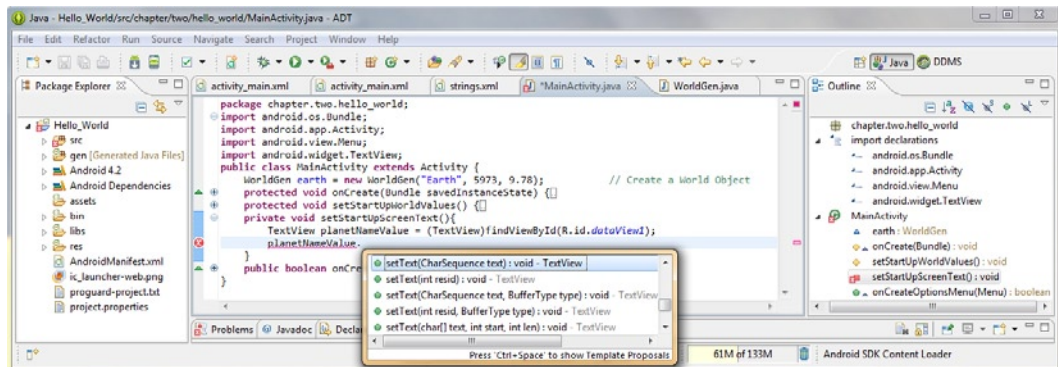 Java - Hello_World/src/chapter/two/hello_world/MainActivity.java - ADT
File Edit Refactor Run Source Navigate Search Project Window Help
Java DDMS
Package Explorer
activity_main.xml activity_main.xml strings.xml *MainActivity.java WorldGen.java
Outline
Hello_World
src
gen [Generated Java Files]
Android 4.2
Android Dependencies
assets
bin
libs
res
AndroidManifest.xml
ic_launcher-web.png
proguard-project.txt
project.properties
package chapter.two.hello_world;
import android.os.Bundle;
import android.app.Activity;
import android.view.Menu;
import android.widget.TextView;
public class MainActivity extends Activity {
WorldGen earth = new WorldGen("Earth", 5973, 9.78); // Create a World Object
protected void onCreate(Bundle savedInstanceState) {
protected void setStartUpWorldValues() {
private void setStartUpScreenText(){
TextView planetNameValue = (TextView)findViewById(R.id.dataView1);
planetNameValue.
}
public boolean onCre
}
setText(CharSequence text) : void - TextView
setText(int resid) : void - TextView
setText(CharSequence text, BufferType type) : void - TextView
setText(int resid, BufferType type) : void - TextView
setText(char[] text, int start, int len) : void - TextView
Press 'Ctrl+Space' to show Template Proposals
chapter.two.hello_world
import declarations
android.os.Bundle
android.app.Activity
android.view.Menu
android.widget.TextView
MainActivity
earth : WorldGen
onCreate(Bundle) : void
setStartUpWorldValues() : void
setStartUpScreenText() : void
onCreateOptionsMenu(Menu) : boolean
Problems Javadoc Declar
61M of 133M
Android SDK Content Loader